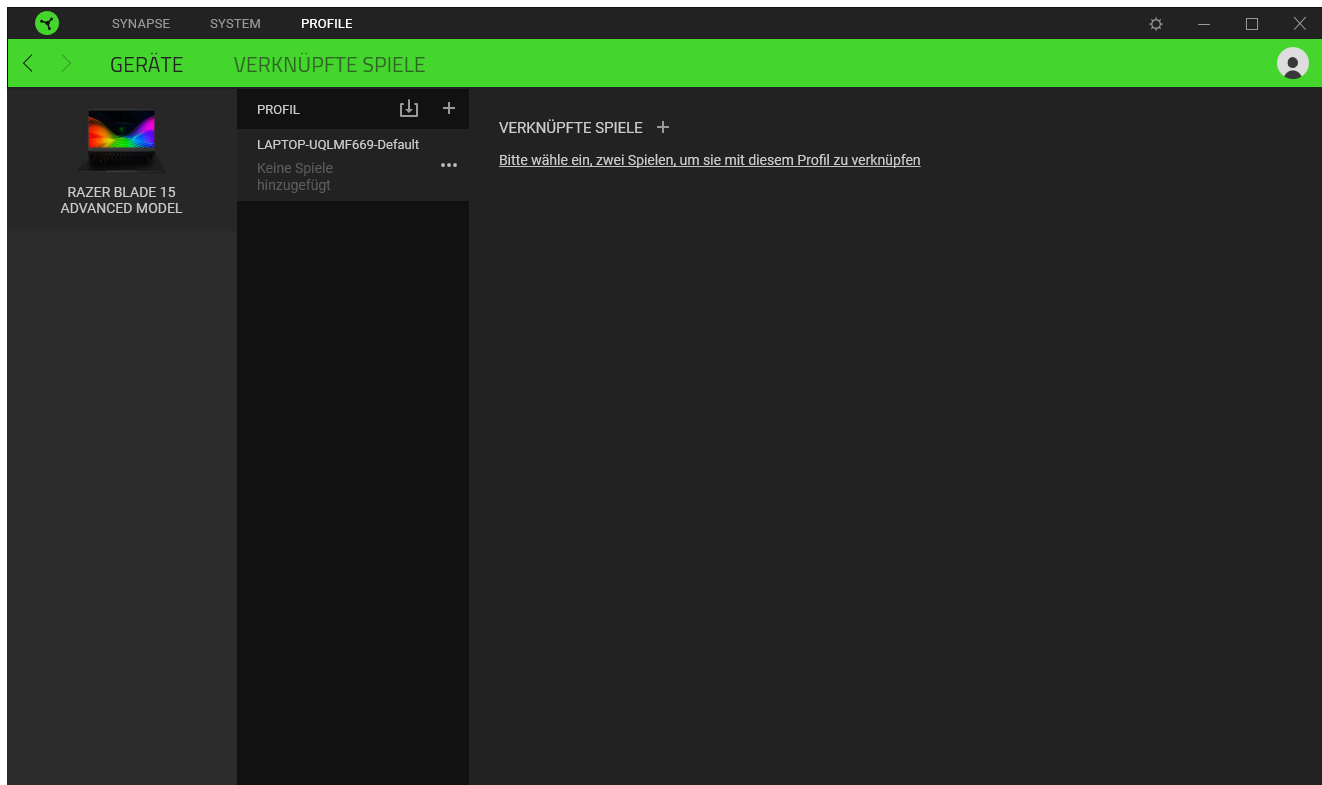 SYNAPSE SYSTEM PROFILE
GERÄTE VERKNÜPFTE SPIELE
RAZER BLADE 15
ADVANCED MODEL
PROFIL
LAPTOP-UQLMF669-Default
Keine Spiele
hinzugefügt
VERKNÜPFTE SPIELE
Bitte wähle ein, zwei Spielen, um sie mit diesem Profil zu verknüpfen